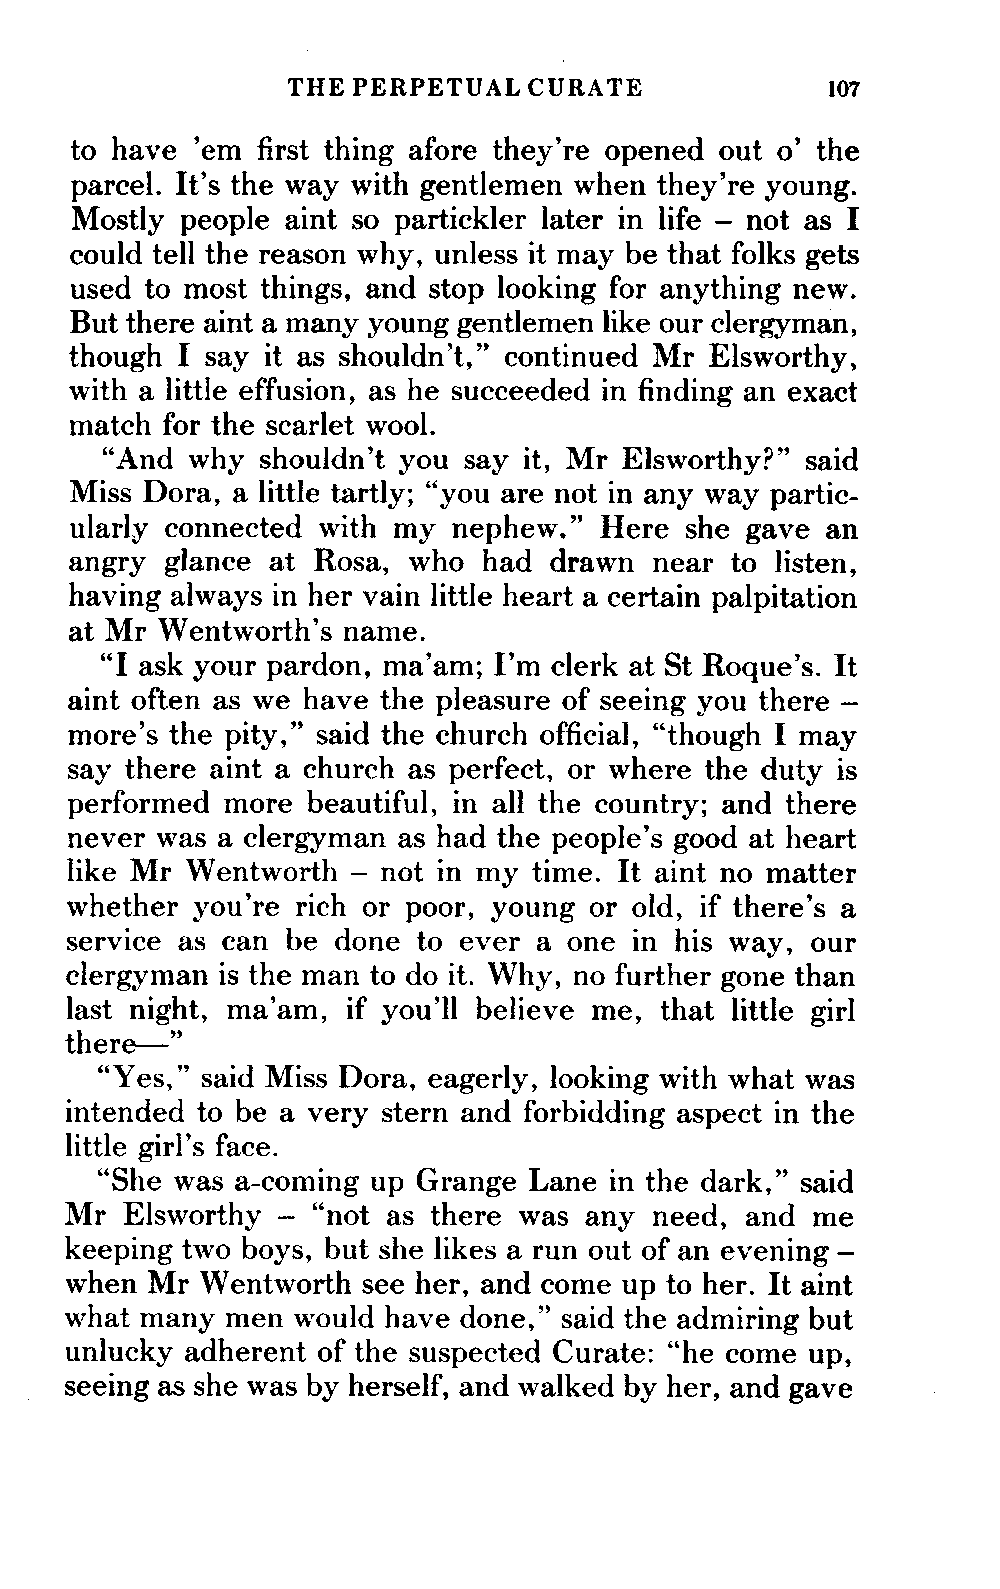 THE PERPETUAL CURATE 107
to have ’em first thing afore they’re opened out o’ the
parcel. It’s the way with gentlemen when they’re young.
Mostly people aint so partickler later in life – not as I
could tell the reason why, unless it may be that folks gets
used to most things, and stop looking for anything new.
But there aint a many young gentlemen like our clergyman,
though I say it as shouldn’t,” continued Mr Elsworthy,
with a little effusion, as he succeeded in finding an exact
match for the scarlet wool.
“And why shouldn’t you say it, Mr Elsworthy?” said
Miss Dora, a little tartly; “you are not in any way partic-
ularly connected with my nephew.” Here she gave an
angry glance at Rosa, who had drawn near to listen,
having always in her vain little heart a certain palpitation
at Mr Wentworth’s name.
“I ask your pardon, ma’am; I’m clerk at St Roque’s. It
aint often as we have the pleasure of seeing you there –
more’s the pity,” said the church official, “though I may
say there aint a church as perfect, or where the duty is
performed more beautiful, in all the country; and there
never was a clergyman as had the people’s good at heart
like Mr Wentworth – not in my time. It aint no matter
whether you’re rich or poor, young or old, if there’s a
service as can be done to ever a one in his way, our
clergyman is the man to do it. Why, no further gone than
last night, ma’am, if you’ll believe me, that little girl
there—”
“Yes,” said Miss Dora, eagerly, looking with what was
intended to be a very stern and forbidding aspect in the
little girl’s face.
“She was a-coming up Grange Lane in the dark,” said
Mr Elsworthy – “not as there was any need, and me
keeping two boys, but she likes a run out of an evening –
when Mr Wentworth see her, and come up to her. It aint
what many men would have done,” said the admiring but
unlucky adherent of the suspected Curate: “he come up,
seeing as she was by herself, and walked by her, and gave